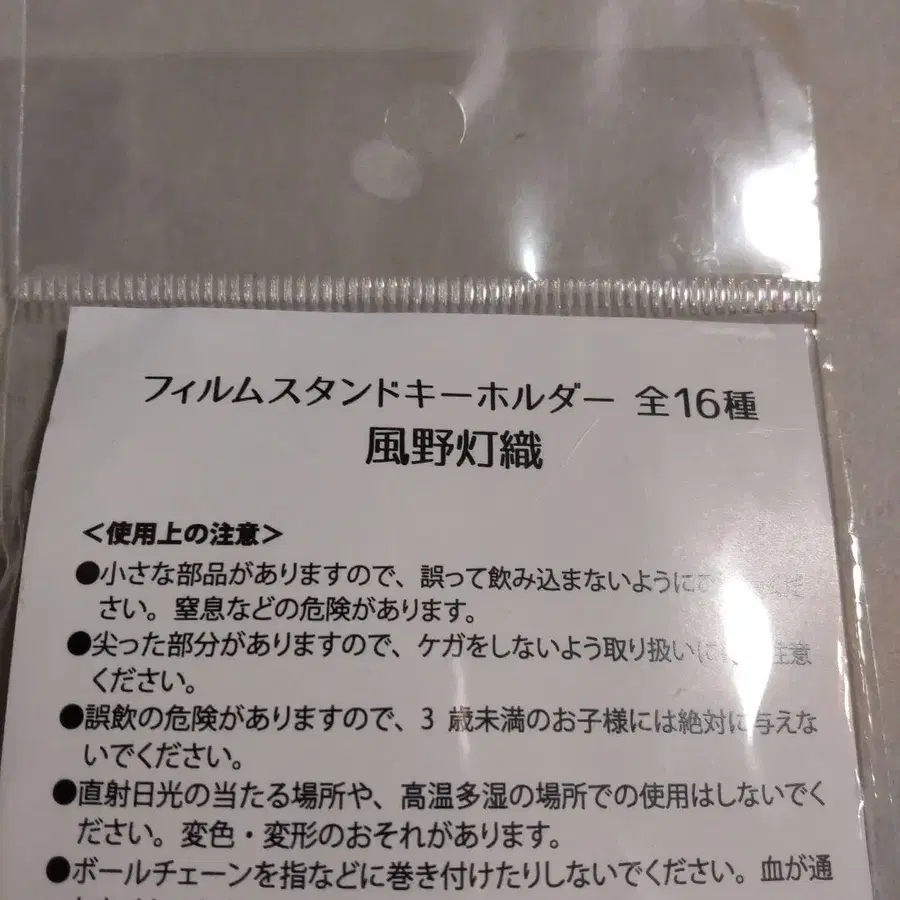 フィルムスタンドキーホルダー 全16種
風野灯織
＜使用上の注意＞
●小さな部品がありますので、誤って飲み込まないように
さい。窒息などの危険があります。
●尖った部分がありますので、ケガをしないよう取り扱いに 注意
ください。
●誤飲の危険がありますので、3 歳未満のお子様には絶対に与えな
いでください。
●直射日光の当たる場所や、高温多湿の場所での使用はしないでく
ださい。変色・変形のおそれがあります。
●ボールチェーンを指などに巻き付けたりしないでください。血が通